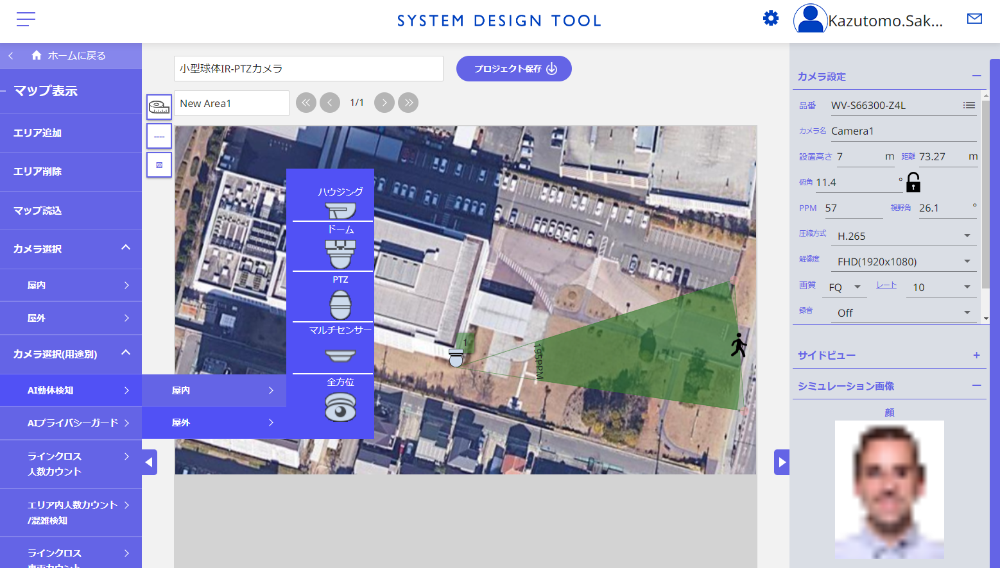 SYSTEM DESIGN TOOL
Kazutomo.Sak...
ホームに戻る
マップ表示
エリア追加
エリア削除
マップ読込
カメラ選択
屋内
屋外
カメラ選択(用途別)
AI動体検知
AIプライバシーガード
ラインクロス
人数カウント
エリア内人数カウント
/混雑検知
ラインクロス
車両カウント
屋内
屋外
ハウジング
ドーム
PTZ
マルチセンサー
全方位
小型球体IR-PTZカメラ
プロジェクト保存
New Area1
1/1
1
195PPM
カメラ設定
品番 WV-S66300-Z4L
カメラ名 Camera1
設置高さ 7 m 距離 73.27 m
俯角 11.4 °
PPM 57 視野角 26.1 °
圧縮方式 H.265
解像度 FHD(1920x1080)
画質 FQ レート 10
録音 Off
サイドビュー
シミュレーション画像
顔